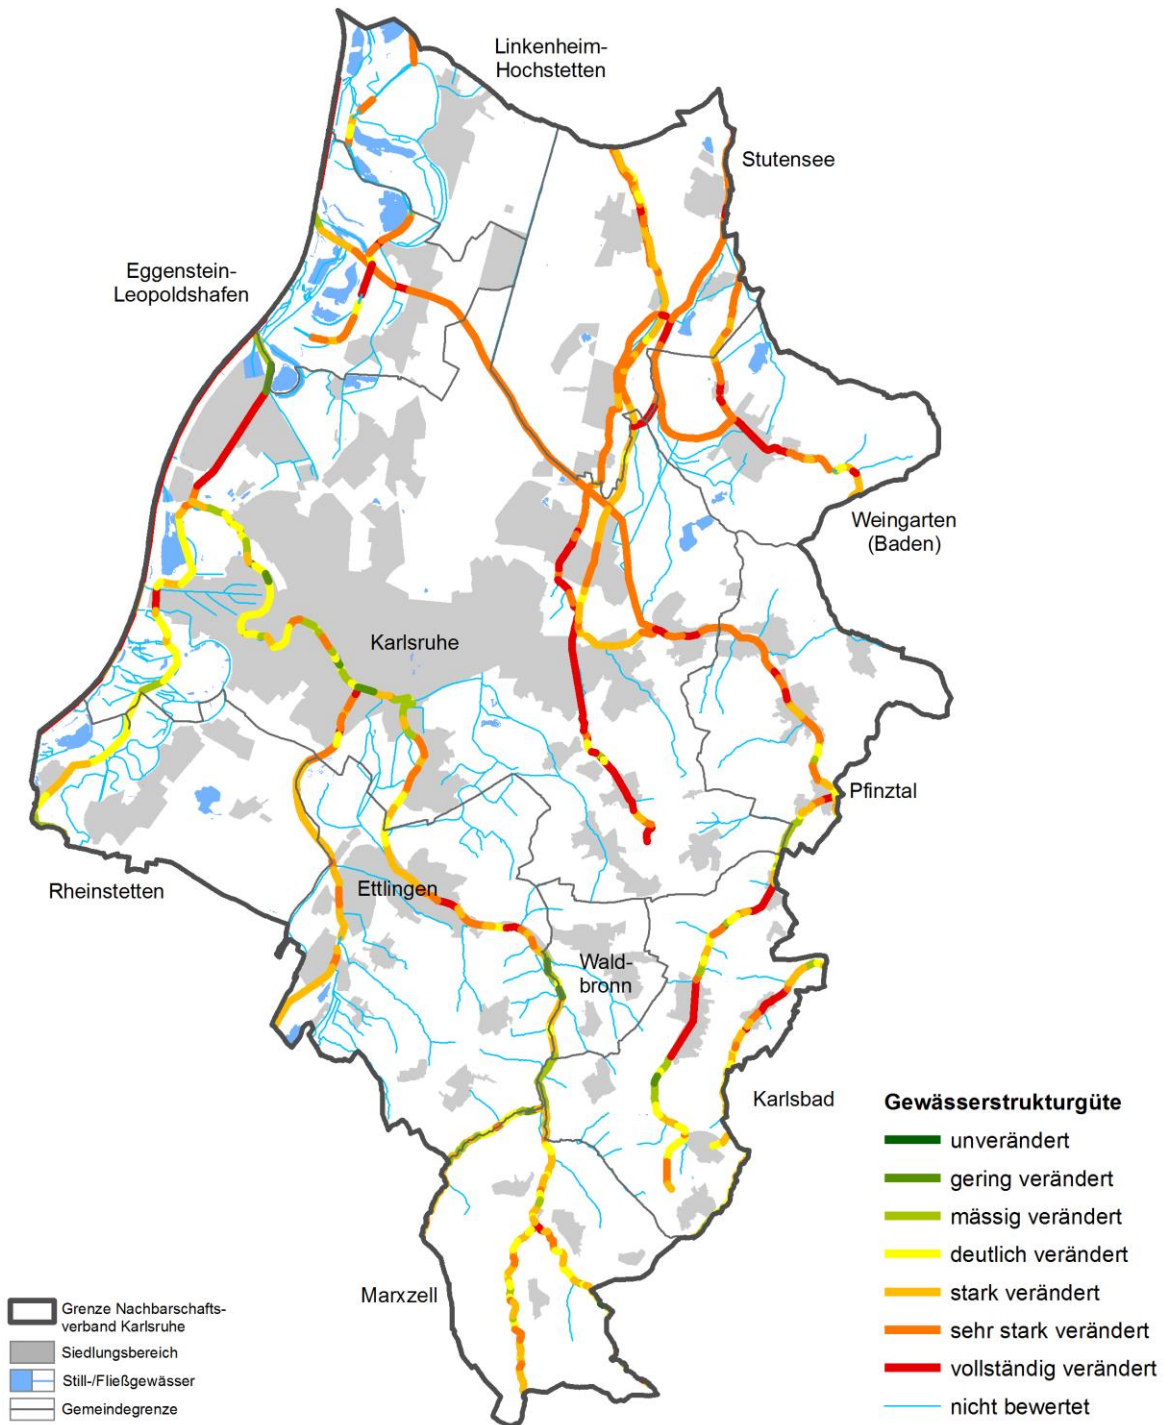 Linkenheim-
Hochstetten
Stutensee
Eggenstein-
Leopoldshafen
Weingarten
(Baden)
Karlsruhe
Pfinztal
Rheinstetten
Ettlingen
Wald-
bronn
Karlsbad
Marxzell
Gewässerstrukturgüte
unverändert
gering verändert
mässig verändert
deutlich verändert
stark verändert
sehr stark verändert
vollständig verändert
nicht bewertet
Grenze Nachbarschafts-
verband Karlsruhe
Siedlungsbereich
Still-/Fließgewässer
Gemeindegrenze